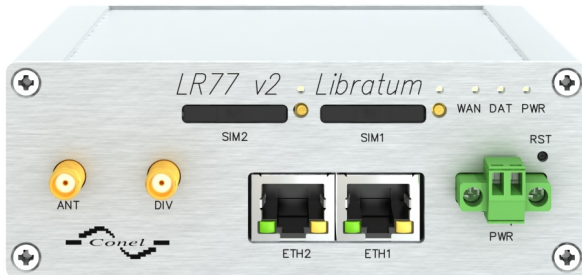 LR77 v2 Libratum
WAN DAT PWR
SIM2 SIM1
RST
ANT DIV
PWR
Conel
ETH2 ETH1